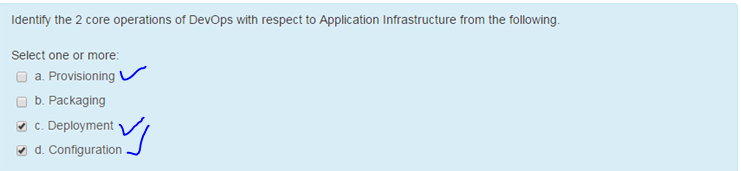 Identify the 2 core operations of DevOps with respect to Application Infrastructure from the following.
Select one or more:
a. Provisioning
b. Packaging
c. Deployment
d. Configuration